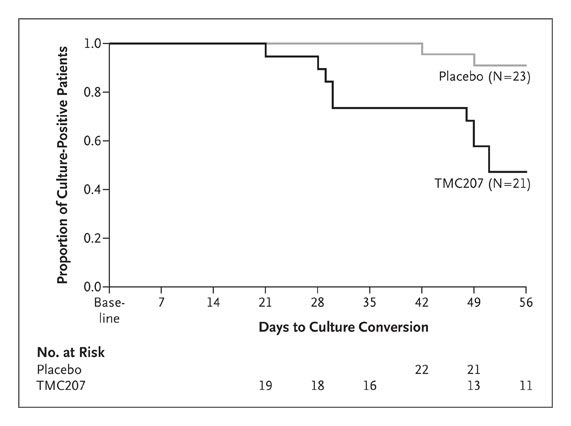 Proportion of Culture-Positive Patients
1.0
0.8
0.6
0.4
0.2
0.0
Placebo (N=23)
TMC207 (N=21)
Base-
line
7 14 21 28 35 42 49 56
Days to Culture Conversion
No. at Risk
Placebo 22 21
TMC207 19 18 16 13 11